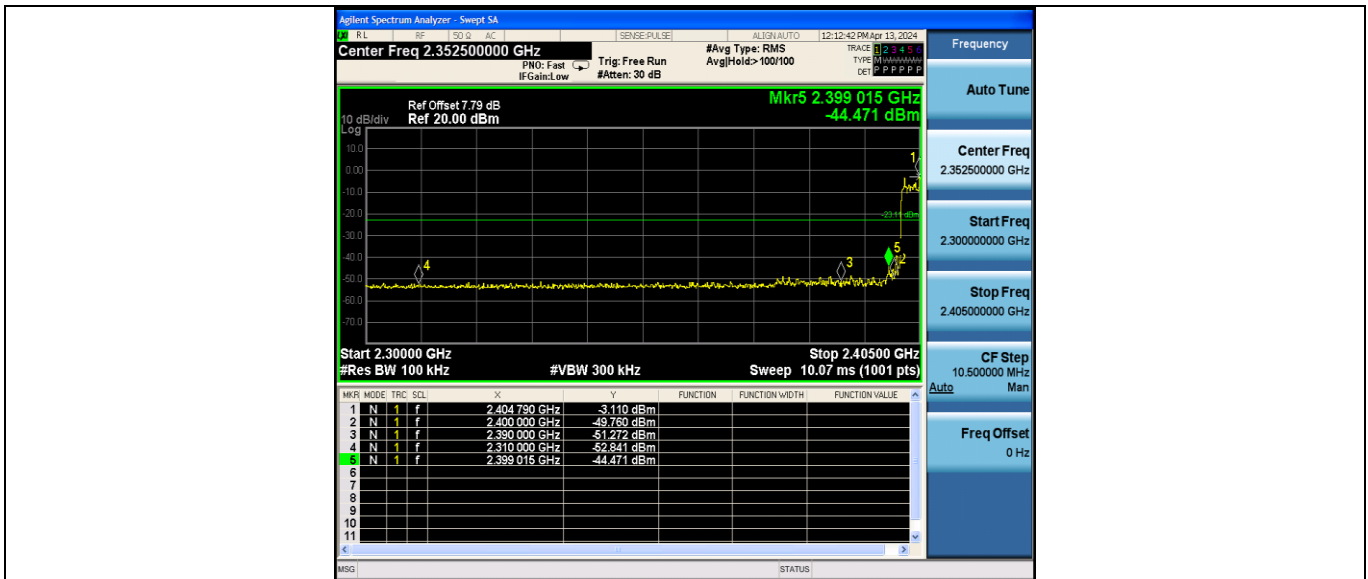 Agilent Spectrum Analyzer - Swept SA
RL RF 50 Ω AC SENSE:PULSE ALIGN AUTO 12:12:42 PM Apr 13, 2024
Center Freq 2.352500000 GHz
PNO: Fast
IFGain:Low
Trig: Free Run
#Atten: 30 dB
#Avg Type: RMS
Avg|Hold:> 100/100
TRACE 1 2 3 4 5 6
TYPE M
DET P P P P P P
Mkr5 2.399 015 GHz
-44.471 dBm
Ref Offset 7.79 dB
10 dB/div Ref 20.00 dBm
Log
10.0
0.00
-10.0
-20.0
-30.0
-40.0
-50.0
-60.0
-70.0
1
-23.11 dBm
5
2
3
4
Start 2.30000 GHz Stop 2.40500 GHz
#Res BW 100 kHz #VBW 300 kHz Sweep 10.07 ms (1001 pts)
MKR MODE TRC SCL X Y FUNCTION FUNCTION WIDTH FUNCTION VALUE
1 N 1 f 2.404 790 GHz -3.110 dBm
2 N 1 f 2.400 000 GHz -49.760 dBm
3 N 1 f 2.390 000 GHz -51.272 dBm
4 N 1 f 2.310 000 GHz -52.841 dBm
5 N 1 f 2.399 015 GHz -44.471 dBm
6
7
8
9
10
11
MSG STATUS
Frequency
Auto Tune
Center Freq
2.352500000 GHz
Start Freq
2.300000000 GHz
Stop Freq
2.405000000 GHz
CF Step
10.500000 MHz
Auto Man
Freq Offset
0 Hz